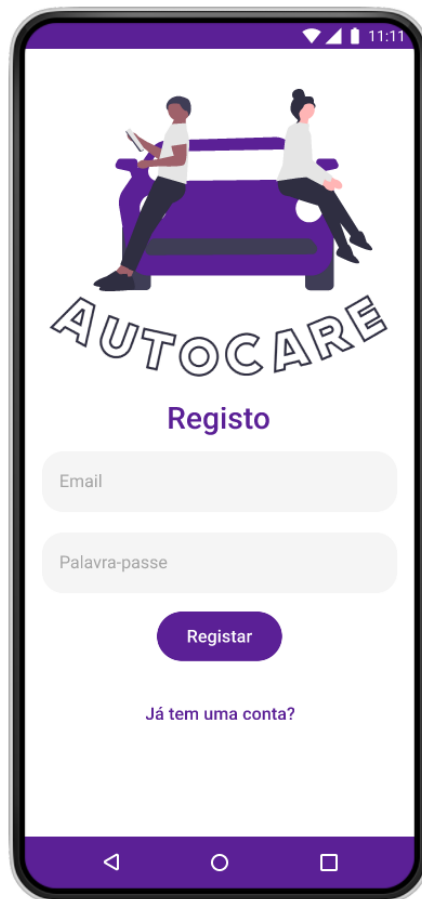 11:11
AUTOCARE
Registo
Email
Palavra-passe
Registar
Já tem uma conta?